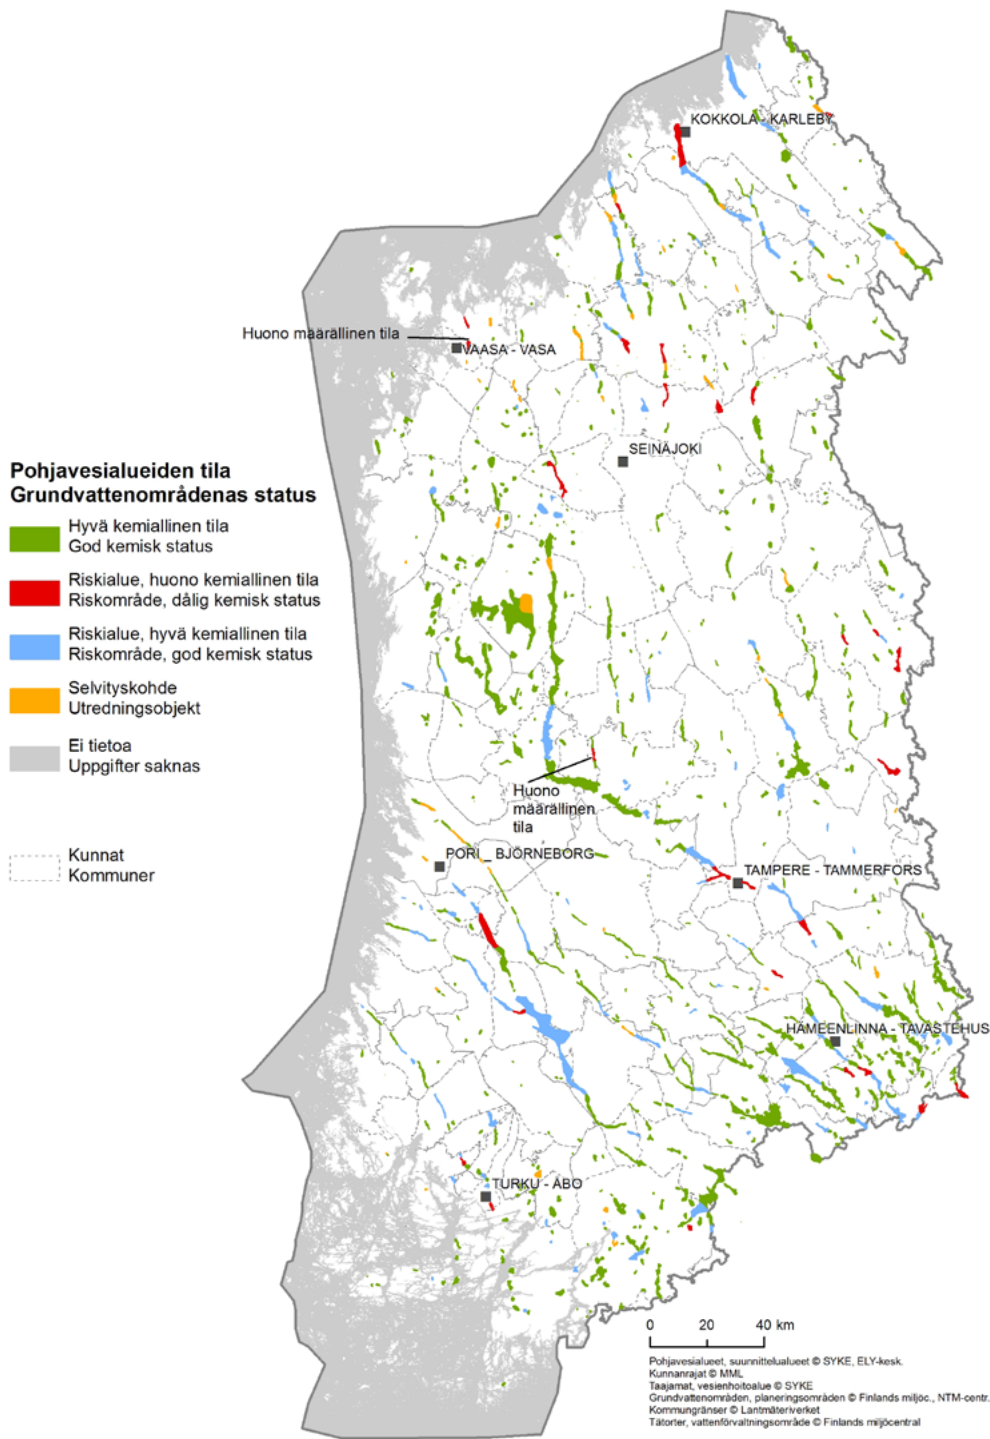 KOKKOLA - KARLEBY
Huono määrällinen tila
VAASA - VASA
SEINÄJOKI
Pohjavesialueiden tila
Grundvattenområdenas status
Hyvä kemiallinen tila
God kemisk status
Riskialue, huono kemiallinen tila
Riskområde, dålig kemisk status
Riskialue, hyvä kemiallinen tila
Riskområde, god kemisk status
Selvityskohde
Utredningsobjekt
Ei tietoa
Uppgifter saknas
Kunnat
Kommuner
Huono
määrällinen
tila
PORI_ BJÖRNEBORG
TAMPERE - TAMMERFORS
HÄMEENLINNA - TAVASTEHUS
TURKU - ÅBO
0 20 40 km
Pohjavesialueet, suunnittelualueet © SYKE, ELY-kesk.
Kunnanrajat © MML
Taajamat, vesienhoitoalue © SYKE
Grundvattenområden, planeringsområden © Finlands miljöc., NTM-centr.
Kommungränser © Lantmäteriverket
Tätorter, vattenförvaltningsområde © Finlands miljöcentral